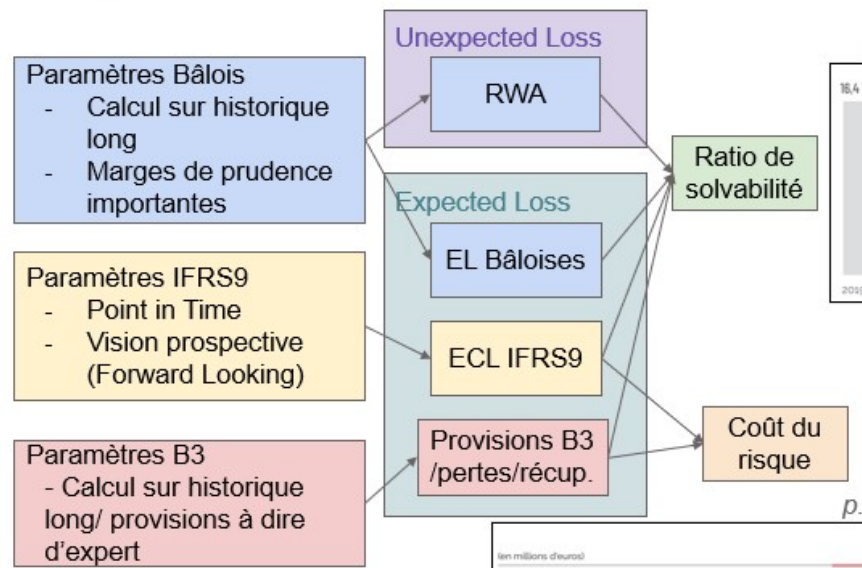 Unexpected Loss
Paramètres Bâlois
- Calcul sur historique
long
- Marges de prudence
importantes
RWA
16,4
Ratio de
solvabilité
Expected Loss
EL Bâloises
Paramètres IFRS9
- Point in Time
- Vision prospective
(Forward Looking)
ECL IFRS9
Provisions B3
/pertes/récup.
Coût du
risque
Paramètres B3
- Calcul sur historique
long/ provisions à dire
d'expert
p.
(en millions d'euros)